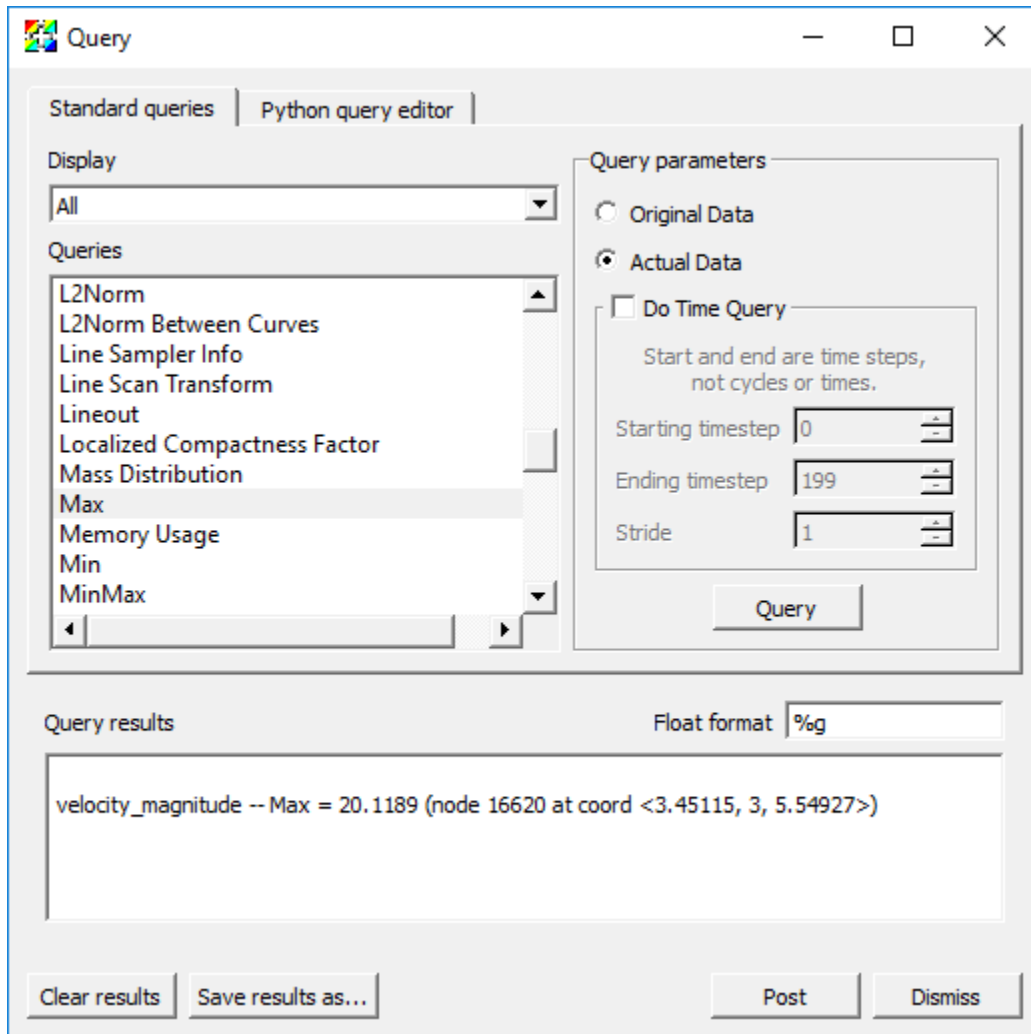 Query
Standard queries
Python query editor
Display
All
Queries
L2Norm
L2Norm Between Curves
Line Sampler Info
Line Scan Transform
Lineout
Localized Compactness Factor
Mass Distribution
Max
Memory Usage
Min
MinMax
Query parameters
Original Data
Actual Data
Do Time Query
Start and end are time steps,
not cycles or times.
Starting timestep 0
Ending timestep 199
Stride 1
Query
Query results
Float format %g
velocity_magnitude -- Max = 20.1189 (node 16620 at coord <3.45115, 3, 5.54927>)
Clear results
Save results as...
Post
Dismiss